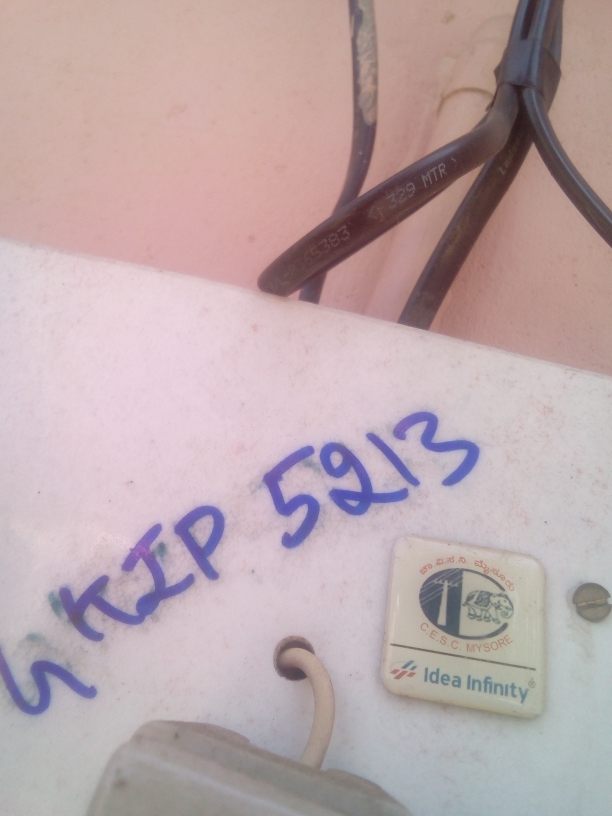 329 MTR
KIP 5213
ಚಾ.ವಿ.ಸ.ನಿ. ಮೈಸೂರು
C.E.S.C. MYSORE
Idea Infinity®